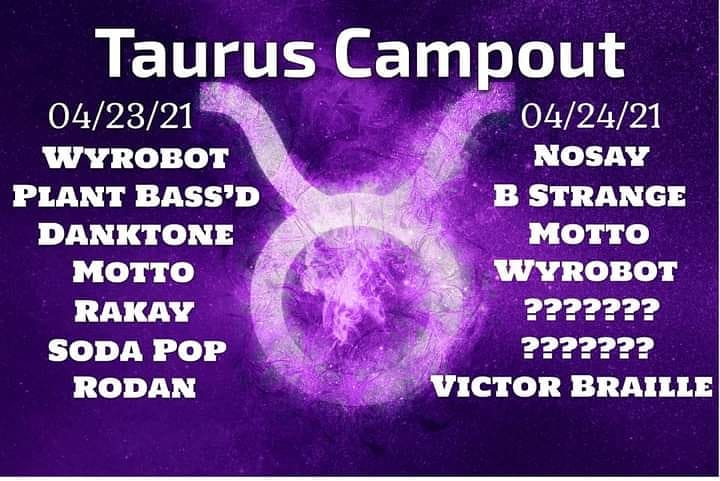 Taurus Campout
04/23/21
Wyrobot
Plant Bass’d
Danktone
Motto
Rakay
Soda Pop
Rodan
04/24/21
Nosay
B Strange
Motto
Wyrobot
???????
???????
Victor Braille